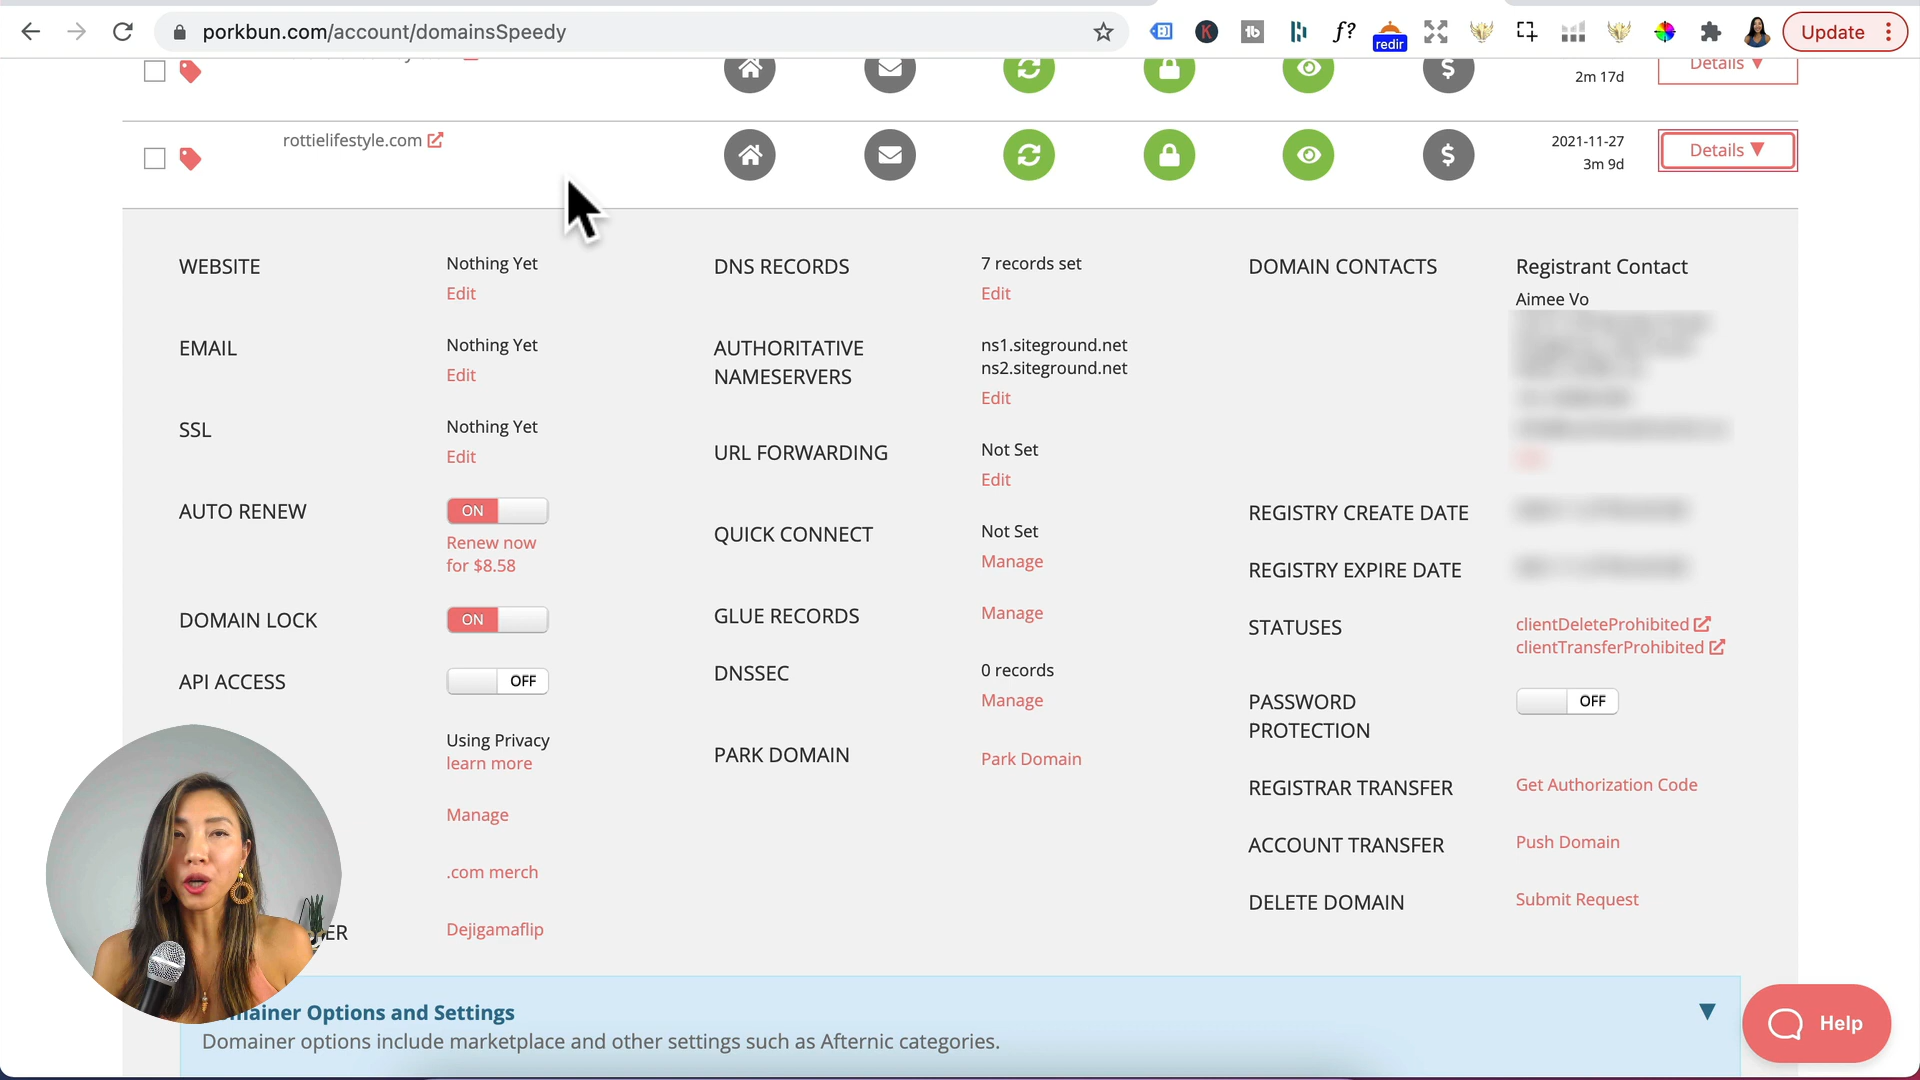 porkbun.com/account/domainsSpeedy
f?
redir
Update
2m 17d
Details ▼
rottielifestyle.com
2021-11-27
3m 9d
Details ▼
WEBSITE
Nothing Yet
Edit
EMAIL
Nothing Yet
Edit
SSL
Nothing Yet
Edit
AUTO RENEW
ON
Renew now
for $8.58
DOMAIN LOCK
ON
API ACCESS
OFF
Using Privacy
learn more
Manage
.com merch
ER
Dejigamaflip
DNS RECORDS
7 records set
Edit
AUTHORITATIVE
NAMESERVERS
ns1.siteground.net
ns2.siteground.net
Edit
URL FORWARDING
Not Set
Edit
QUICK CONNECT
Not Set
Manage
GLUE RECORDS
Manage
DNSSEC
0 records
Manage
PARK DOMAIN
Park Domain
DOMAIN CONTACTS
Registrant Contact
Aimee Vo
REGISTRY CREATE DATE
REGISTRY EXPIRE DATE
STATUSES
clientDeleteProhibited
clientTransferProhibited
PASSWORD
PROTECTION
OFF
REGISTRAR TRANSFER
Get Authorization Code
ACCOUNT TRANSFER
Push Domain
DELETE DOMAIN
Submit Request
mainer Options and Settings
Domainer options include marketplace and other settings such as Afternic categories.
Help